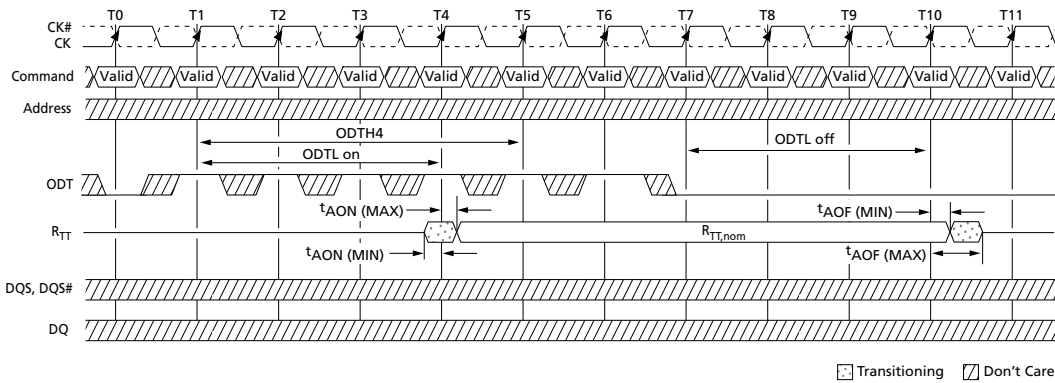 T0 T1 T2 T3 T4 T5 T6 T7 T8 T9 T10 T11
CK#
CK
Command Valid Valid Valid Valid Valid Valid Valid Valid Valid Valid Valid Valid
Address
ODTH4
ODTL on
ODTL off
ODT
tAON (MAX)
tAOF (MIN)
RTT
RTT,nom
tAON (MIN)
tAOF (MAX)
DQS, DQS#
DQ
Transitioning Don't Care